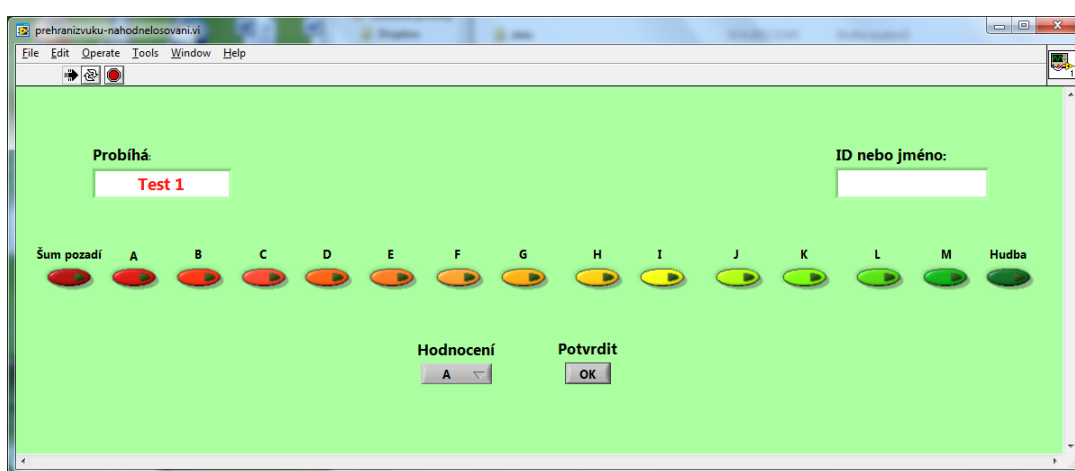 prehranizvuku-nahodnelosovani.vi
File Edit Operate Tools Window Help
1
Probíhá:
ID nebo jméno:
Test 1
Šum pozadí A B C D E F G H I J K L M Hudba
Hodnocení Potvrdit
A OK